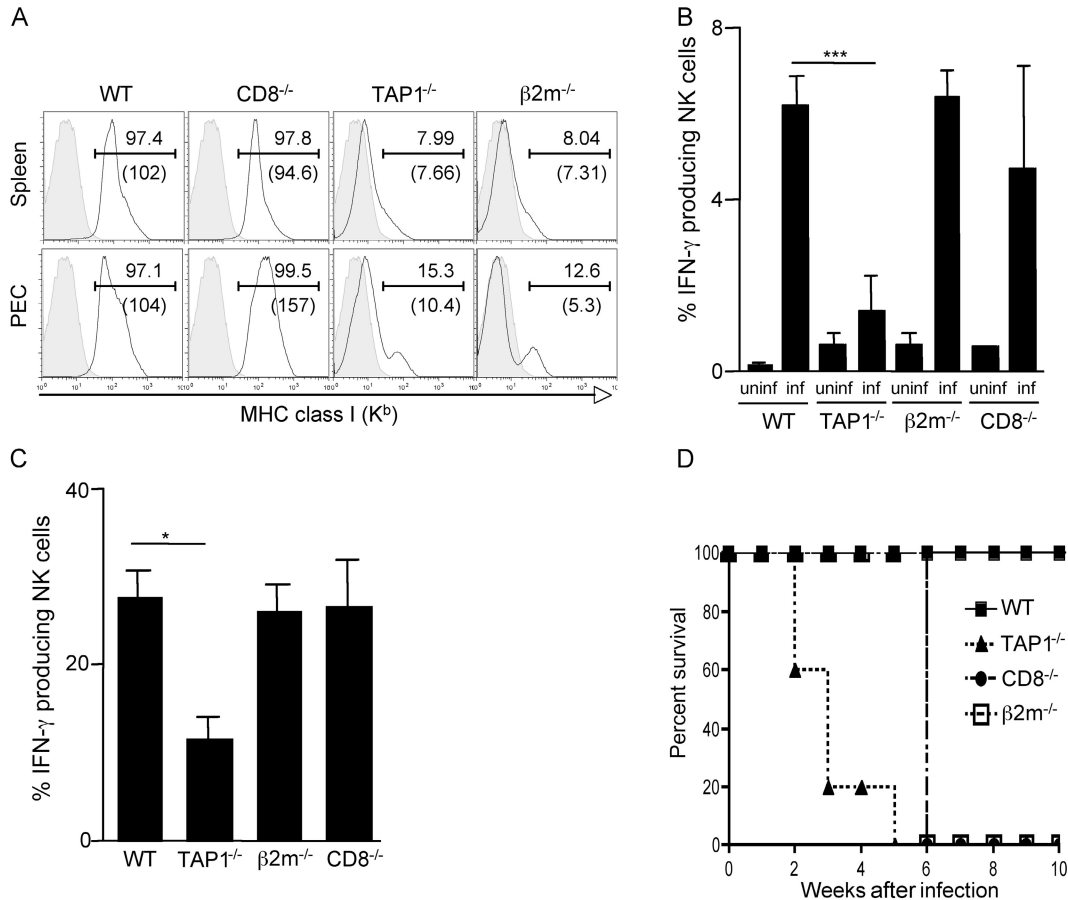 A
WT CD8-/- TAP1-/- β2m-/-
Spleen
97.4 97.8 7.99 8.04
(102) (94.6) (7.66) (7.31)
PEC
97.1 99.5 15.3 12.6
(104) (157) (10.4) (5.3)
MHC class I (Kb)
B
% IFN-γ producing NK cells
8
4
0
***
uninf inf uninf inf uninf inf uninf inf
WT TAP1-/- β2m-/- CD8-/-
C
% IFN-γ producing NK cells
40
20
0
*
WT TAP1-/- β2m-/- CD8-/-
D
Percent survival
100
80
60
40
20
0
WT
TAP1-/-
CD8-/-
β2m-/-
0 2 4 6 8 10
Weeks after infection